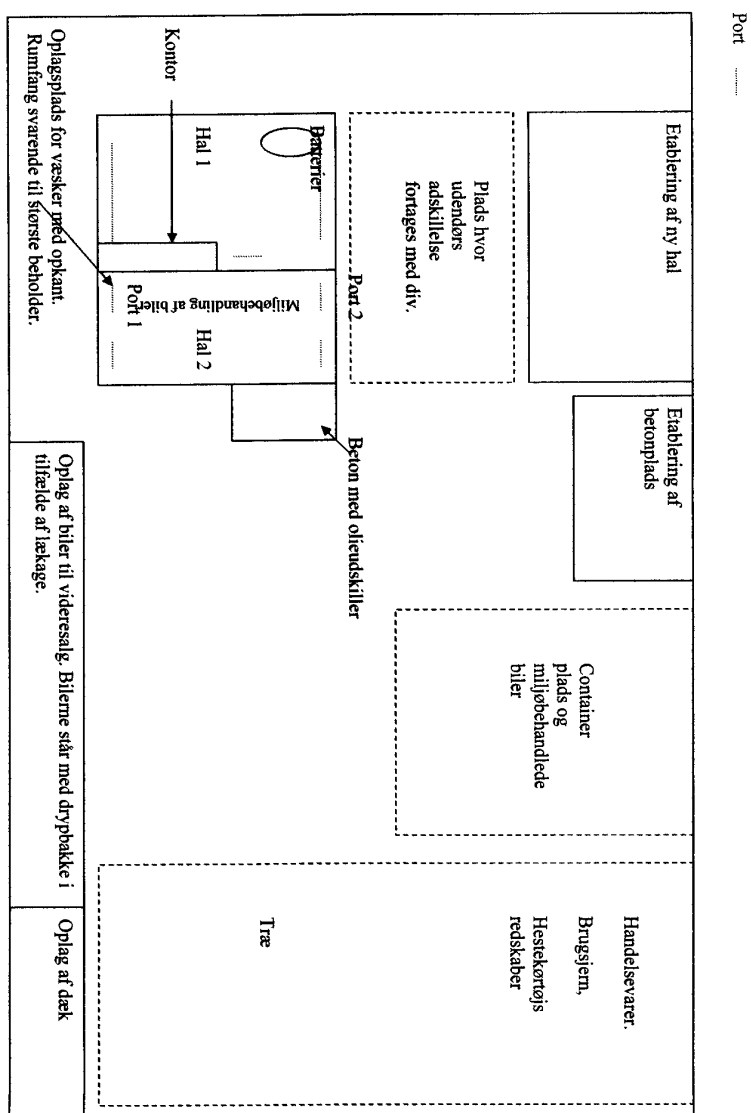 Port
Etablering af ny hal
Etablering af
betonplads
Container
plads og
miljøbehandlede
biler
Handelsevarer.
Brugsjern,
Hestekørtøjs
redskaber
Træ
Plads hvor
udendørs
adskillelse
fortages med div.
Port 2
Beton med olieudskiller
Batterier
Hal 1
Miljøbehandling af biler
Port 1
Hal 2
Kontor
Oplagsplads for væsker med opkant.
Rumfang svarende til største beholder.
Oplag af biler til videresalg. Bilerne står med drypbakke i
tilfælde af lækage.
Oplag af dæk